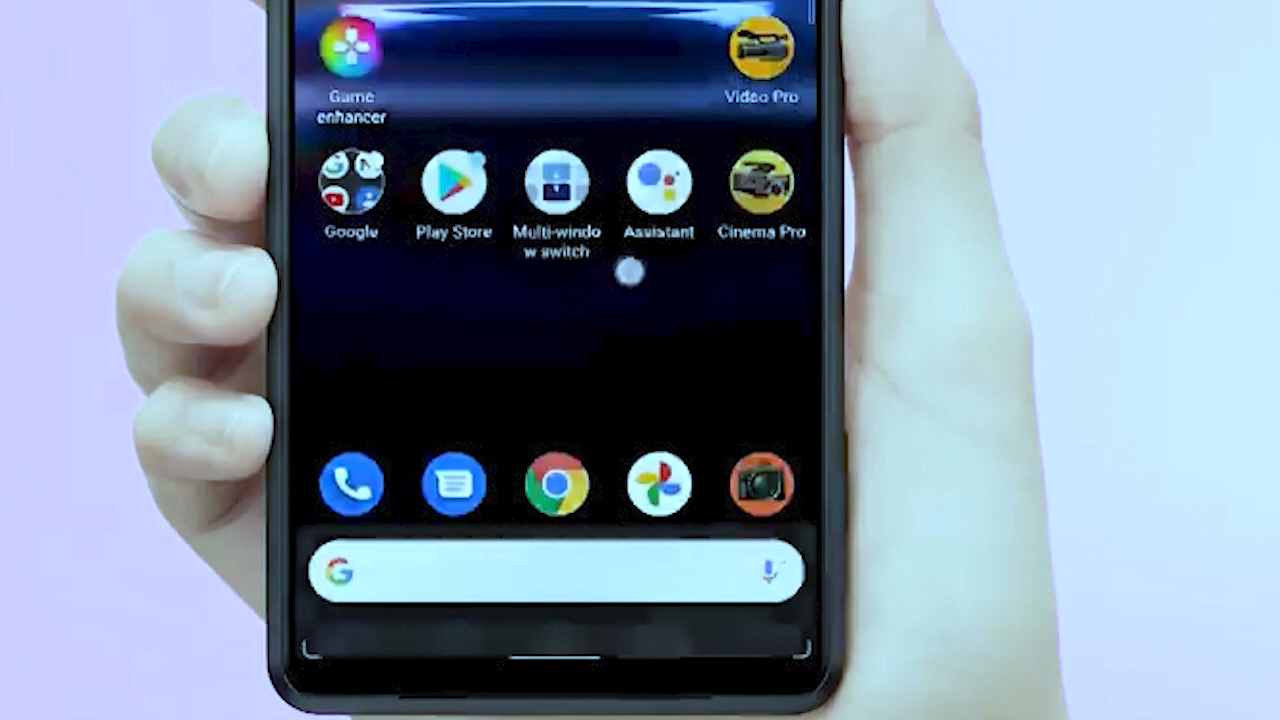 Game
enhancer
Video Pro
Google
Play Store
Multi-windo
w switch
Assistant
Cinema Pro